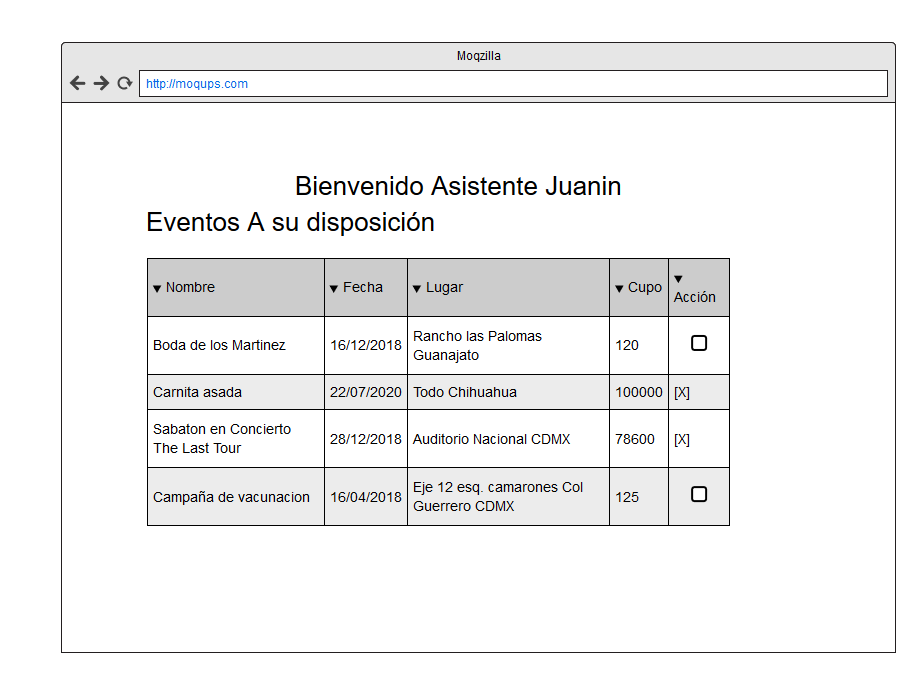 Moqzilla
http://moqups.com
Bienvenido Asistente Juanin
Eventos A su disposición
▼ Nombre ▼ Fecha ▼ Lugar ▼ Cupo ▼ Acción
Boda de los Martinez 16/12/2018 Rancho las Palomas Guanajato 120
Carnita asada 22/07/2020 Todo Chihuahua 100000 [X]
Sabaton en Concierto The Last Tour 28/12/2018 Auditorio Nacional CDMX 78600 [X]
Campaña de vacunacion 16/04/2018 Eje 12 esq. camarones Col Guerrero CDMX 125